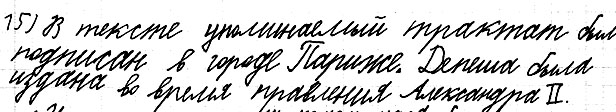 15) В тексте упоминаемый трактат был
подписан в городе Париже. Депеша была
издана во время правления Александра II.